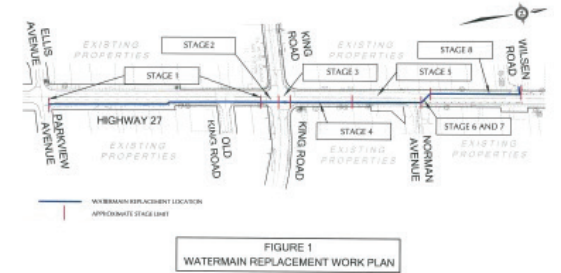 ELLIS
AVENUE
EXISTING
PROPERTIES
STAGE 2
KING
ROAD
EXISTING
PROPERTIES
STAGE 8
WILSEN
ROAD
STAGE 1
STAGE 3
STAGE 5
HIGHWAY 27
PARKVIEW
AVENUE
EXISTING
PROPERTIES
OLD
KING ROAD
KING ROAD
STAGE 4
EXISTING
PROPERTIES
NORMAN
AVENUE
STAGE 6 AND 7
EXISTING
PROPERTIES
WATERMAIN REPLACEMENT LOCATION
APPROXIMATE STAGE LIMIT
FIGURE 1
WATERMAIN REPLACEMENT WORK PLAN